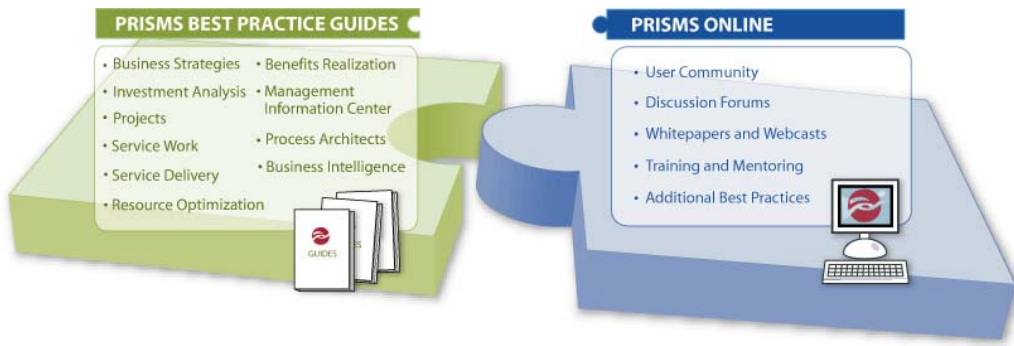 PRISMS BEST PRACTICE GUIDES
• Business Strategies
• Investment Analysis
• Projects
• Service Work
• Service Delivery
• Resource Optimization
• Benefits Realization
• Management
Information Center
• Process Architects
• Business Intelligence
GUIDES
PRISMS ONLINE
• User Community
• Discussion Forums
• Whitepapers and Webcasts
• Training and Mentoring
• Additional Best Practices